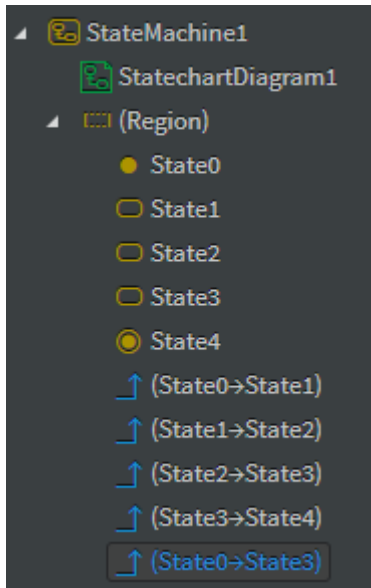 StateMachine1
StatechartDiagram1
(Region)
State0
State1
State2
State3
State4
(State0→State1)
(State1→State2)
(State2→State3)
(State3→State4)
(State0→State3)